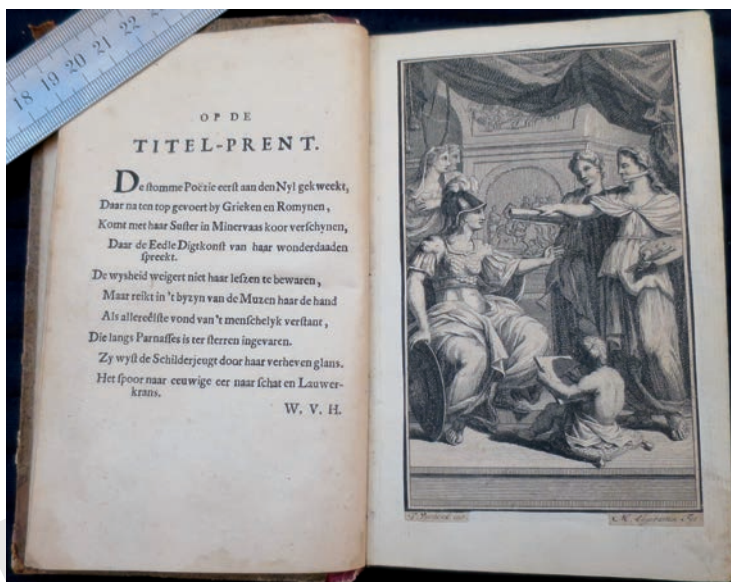 18 19 20 21 22
OP DE
TITEL-PRENT.
De ſtomme Poëzie eerſt aan den Nyl gekweekt,
Daar na ten top gevoert by Grieken en Romynen,
Komt met haar Suſter in Minervaas koor verſchynen,
Daar de Eedle Digtkonſt van haar wonderdaaden
ſpreekt.
De wysheid weigert niet haar leſzen te bewaren,
Maar reikt in 't byzyn van de Muzen haar de hand
Als allereêlſte vond van 't menſchelyk verſtant,
Die langs Parnaſſes is ter ſterren ingevaren.
Zy wyſt de Schilderjeugt door haar verheven glans.
Het ſpoor naar eeuwige eer naar ſchat en Lauwer-
krans.
W. V. H.